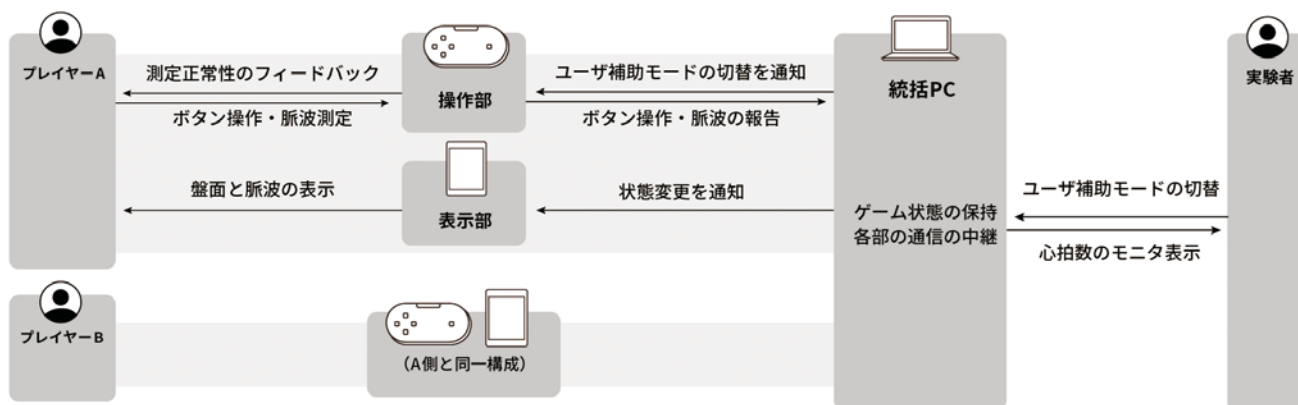 プレイヤーA
測定正常性のフィードバック
ボタン操作・脈波測定
操作部
ユーザ補助モードの切替を通知
ボタン操作・脈波の報告
統括PC
実験者
盤面と脈波の表示
表示部
状態変更を通知
ゲーム状態の保持
各部の通信の中継
ユーザ補助モードの切替
心拍数のモニタ表示
プレイヤーB
（A側と同一構成）